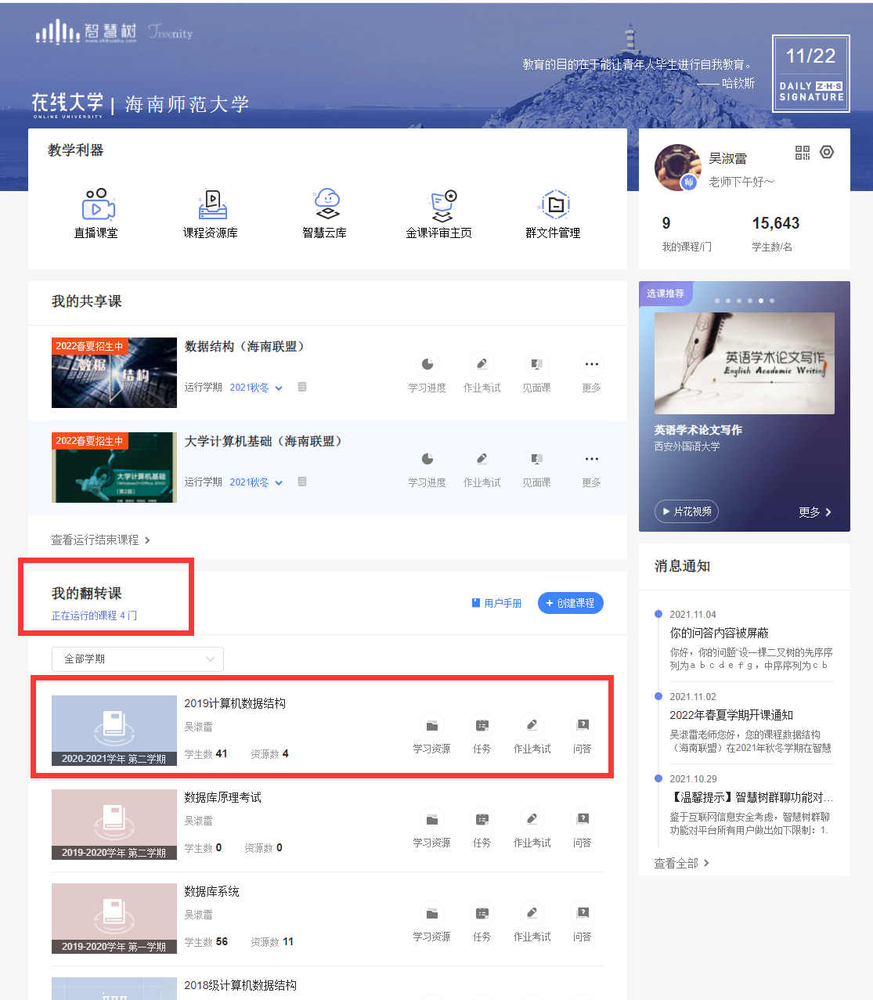 智慧树
www.zhihuishu.com
Treenity
教育的目的在于能让青年人毕生进行自我教育。
—— 哈钦斯
11/22
DAILY Z·H·S
SIGNATURE
在线大学 | 海南师范大学
ONLINE UNIVERSITY
教学利器
直播课堂
课程资源库
智慧云库
金课评审主页
群文件管理
吴淑雷
师
老师下午好～
9
15,643
我的课程/门
学生数/名
我的共享课
2022春夏招生中
数据 结构
数据结构（海南联盟）
运行学期 2021秋冬
学习进度
作业考试
见面课
更多
2022春夏招生中
大学计算机基础
(Windows7+Office 2010)
(第2版)
大学计算机基础（海南联盟）
运行学期 2021秋冬
学习进度
作业考试
见面课
更多
查看运行结束课程
选课推荐
英语学术论文写作
English Academic Writing
英语学术论文写作
西安外国语大学
片花视频
更多
我的翻转课
正在运行的课程 4 门
用户手册
+ 创建课程
全部学期
2019计算机数据结构
吴淑雷
学生数 41
资源数 4
2020-2021学年 第二学期
学习资源
任务
作业考试
问答
数据库原理考试
吴淑雷
学生数 0
资源数 0
2019-2020学年 第二学期
学习资源
任务
作业考试
问答
数据库系统
吴淑雷
学生数 56
资源数 11
2019-2020学年 第一学期
学习资源
任务
作业考试
问答
2018级计算机数据结构
消息通知
2021.11.04
你的问答内容被屏蔽
你好，你的问题“设一棵二叉树的先序序
列为ａｂｃｄｅｆｇ，中序序列为ｃｂ
2021.11.02
2022年春夏学期开课通知
吴淑雷老师您好，您的课程数据结构
（海南联盟）在2021年秋冬学期在智慧
2021.10.29
【温馨提示】智慧树群聊功能对...
鉴于互联网信息安全考虑，智慧树群聊
功能对平台所有用户做出如下限制：1.
查看全部